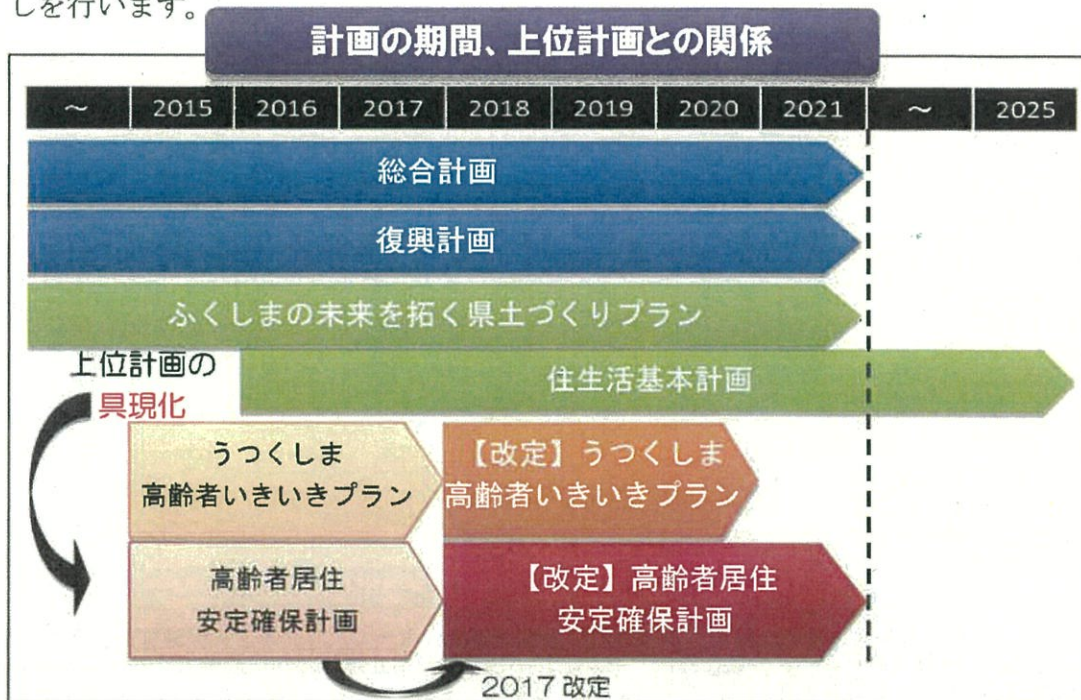 しを行います。
計画の期間、上位計画との関係
～ 2015 2016 2017 2018 2019 2020 2021 ～ 2025
総合計画
復興計画
ふくしまの未来を拓く県土づくりプラン
上位計画の
具現化
住生活基本計画
うつくしま
高齢者いきいきプラン
【改定】うつくしま
高齢者いきいきプラン
高齢者居住
安定確保計画
【改定】高齢者居住
安定確保計画
2017 改定